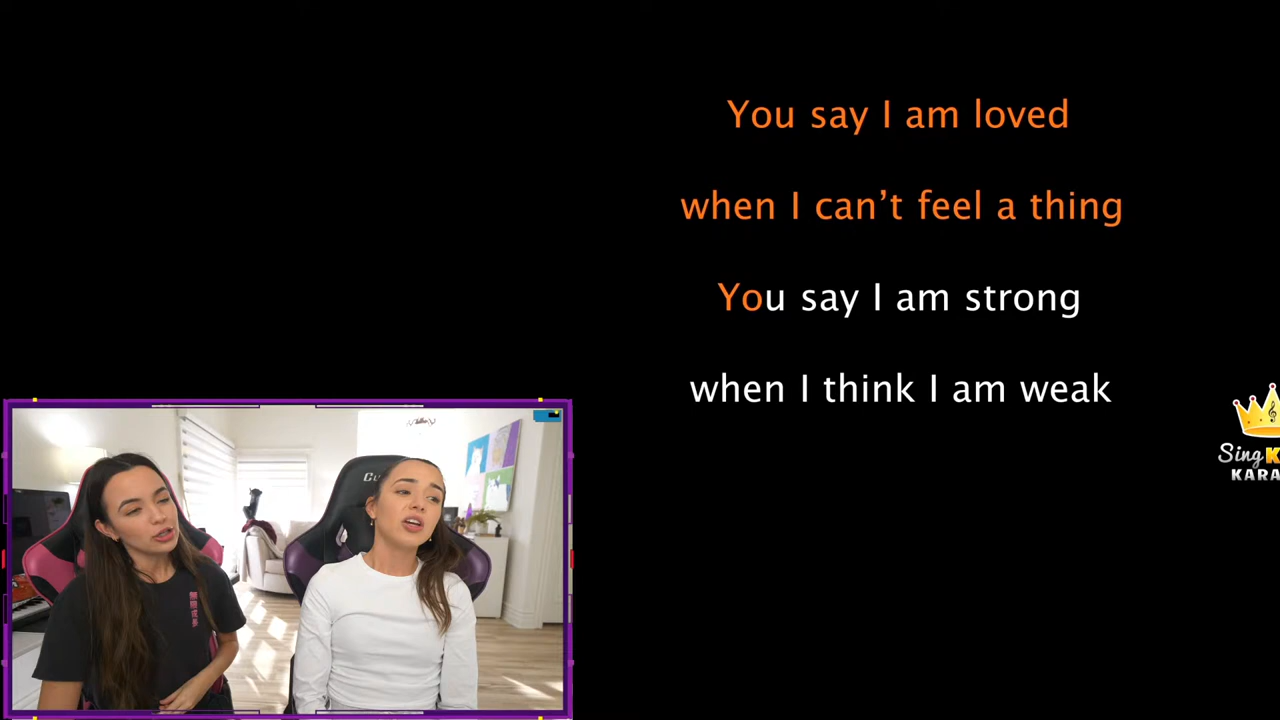 You say I am loved
when I can’t feel a thing
You say I am strong
when I think I am weak
Sing K
KARA